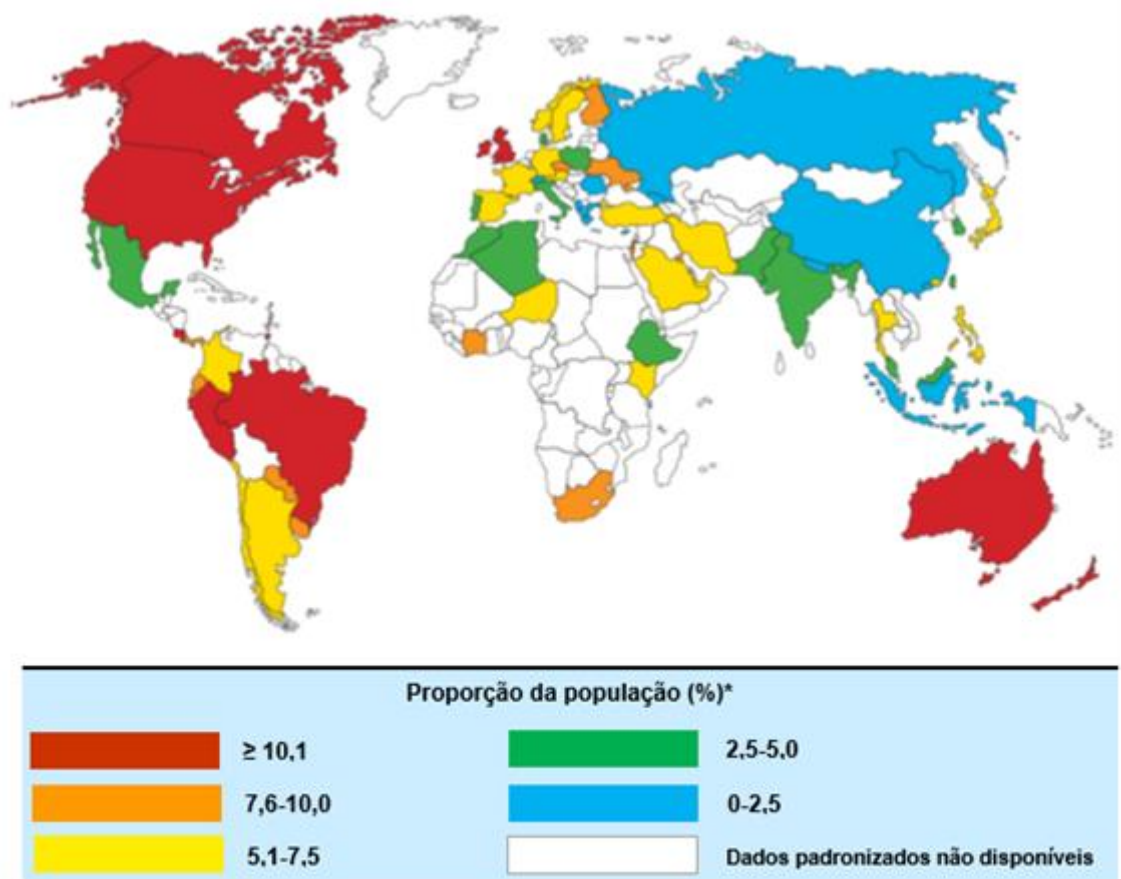 Proporção da população (%)*
≥ 10,1
2,5-5,0
7,6-10,0
0-2,5
5,1-7,5
Dados padronizados não disponíveis